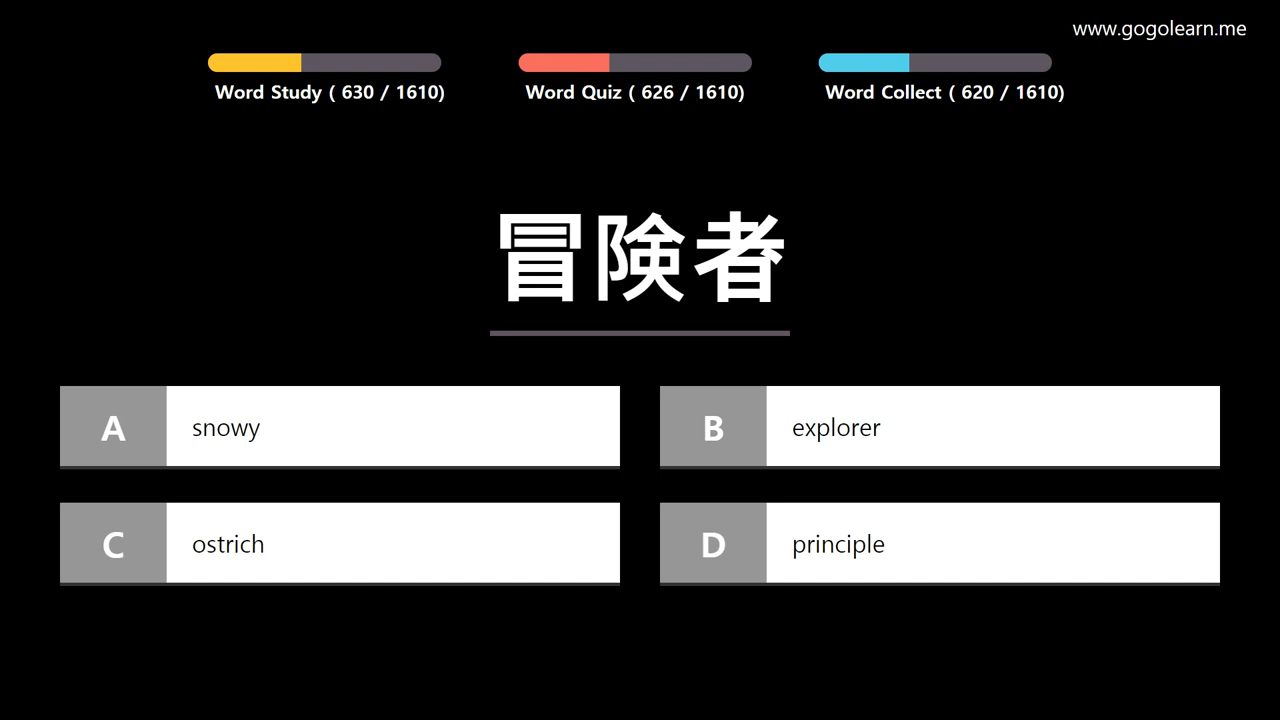 www.gogolearn.me
Word Study ( 630 / 1610)
Word Quiz ( 626 / 1610)
Word Collect ( 620 / 1610)
冒険者
A snowy
B explorer
C ostrich
D principle